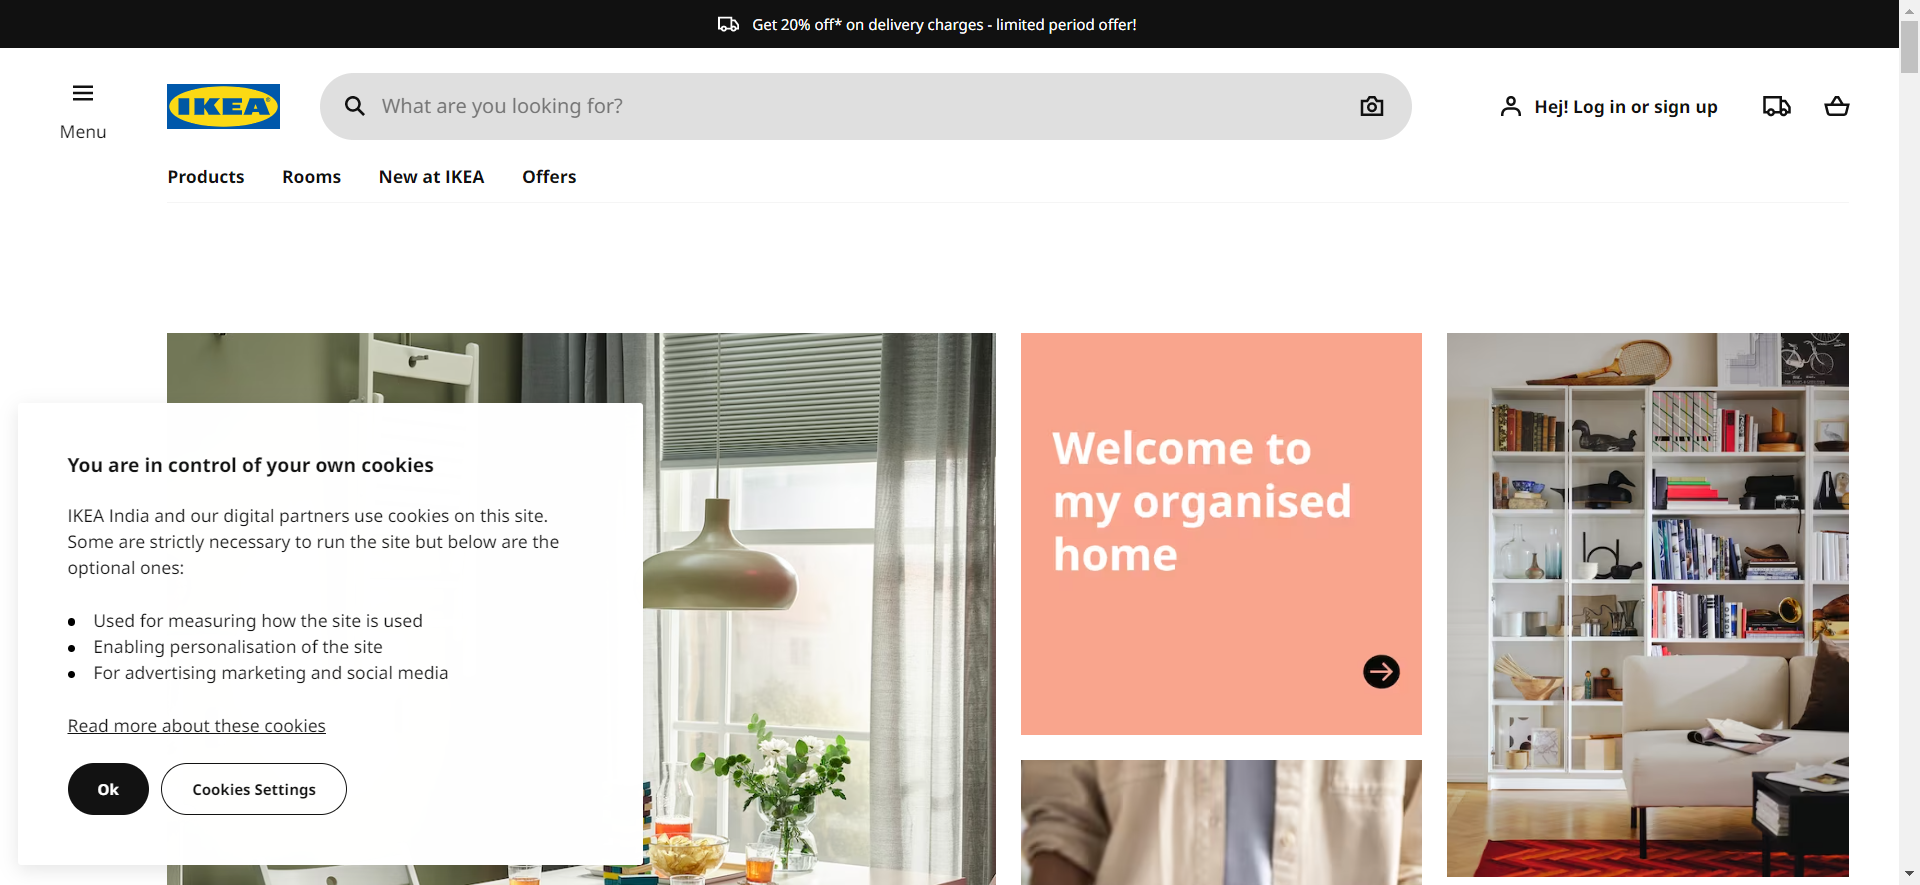 Get 20% off* on delivery charges - limited period offer!
Menu
IKEA
What are you looking for?
Hej! Log in or sign up
Products
Rooms
New at IKEA
Offers
You are in control of your own cookies
IKEA India and our digital partners use cookies on this site.
Some are strictly necessary to run the site but below are the
optional ones:
Used for measuring how the site is used
Enabling personalisation of the site
For advertising marketing and social media
Read more about these cookies
Ok
Cookies Settings
Welcome to
my organised
home